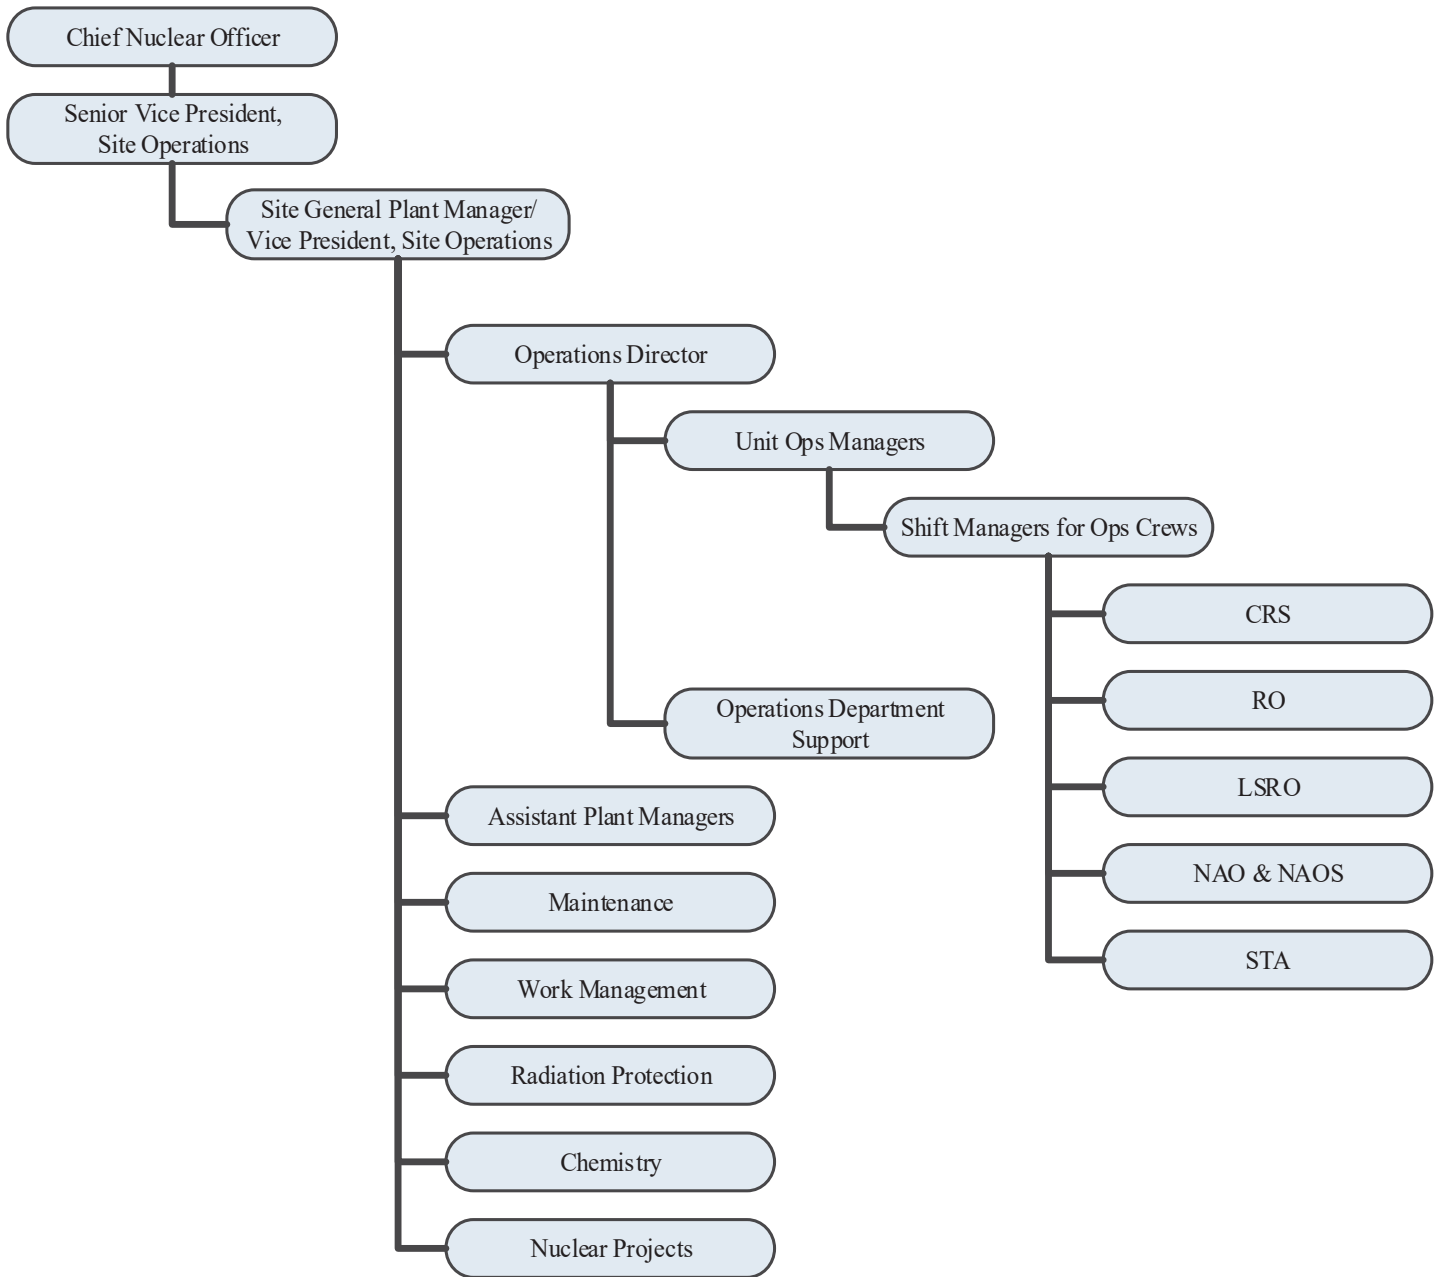 Chief Nuclear Officer
Senior Vice President,
Site Operations
Site General Plant Manager/
Vice President, Site Operations
Operations Director
Unit Ops Managers
Shift Managers for Ops Crews
CRS
RO
LSRO
NAO & NAOS
STA
Operations Department
Support
Assistant Plant Managers
Maintenance
Work Management
Radiation Protection
Chemistry
Nuclear Projects